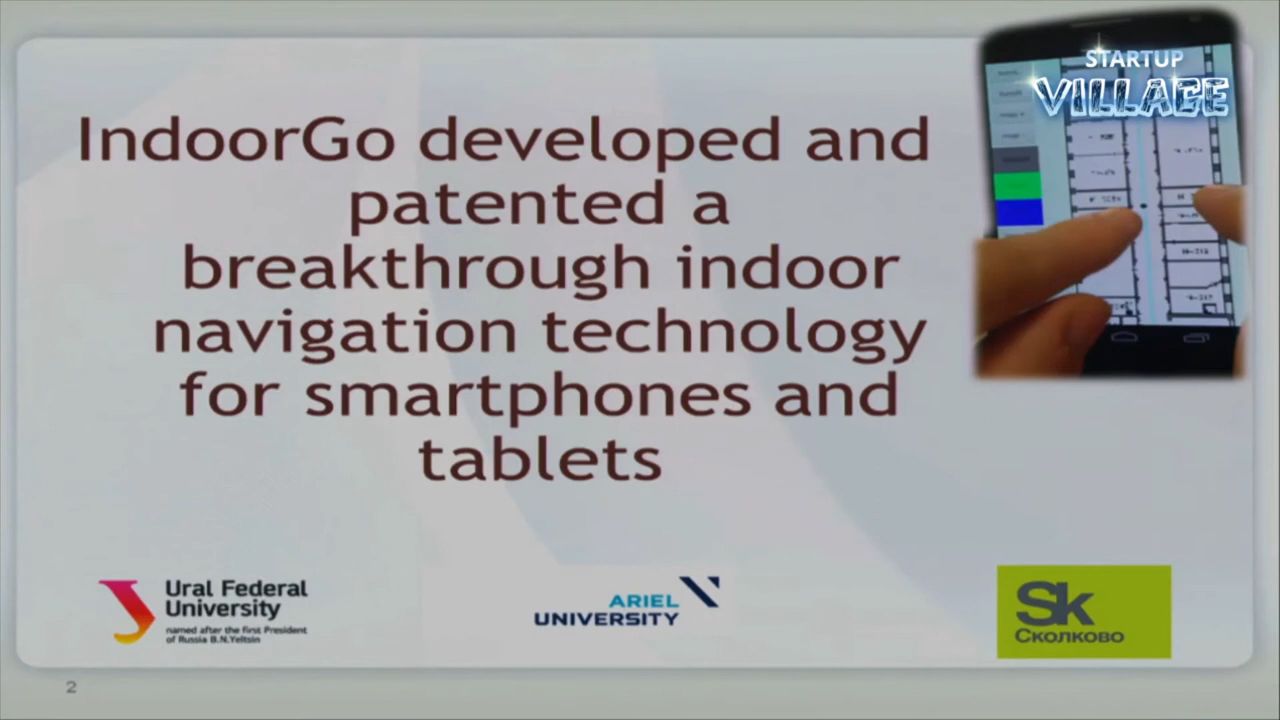 STARTUP
VILLAGE
IndoorGo developed and
patented a
breakthrough indoor
navigation technology
for smartphones and
tablets
Ural Federal
University
named after the first President
of Russia B.N.Yeltsin
ARIEL
UNIVERSITY
Sk
Сколково
2